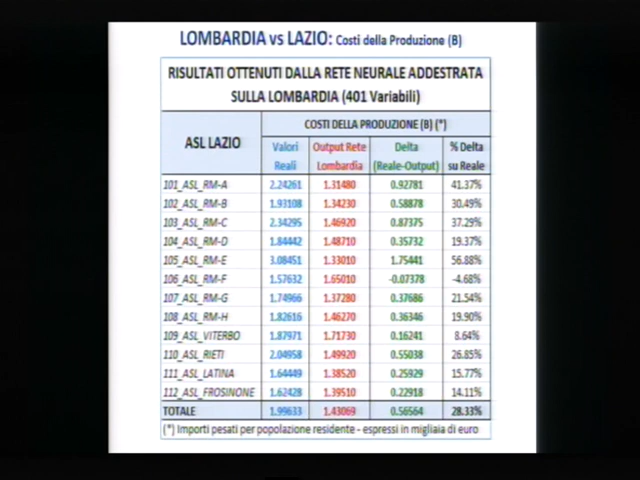 LOMBARDIA vs LAZIO: Costi della Produzione (B)
RISULTATI OTTENUTI DALLA RETE NEURALE ADDESTRATA
SULLA LOMBARDIA (401 Variabili)
ASL LAZIO
COSTI DELLA PRODUZIONE (B) (*)
Valori Reali
Output Rete Lombardia
Delta (Reale-Output)
% Delta su Reale
101_ASL_RM-A 2.24261 1.31480 0.92781 41.37%
102_ASL_RM-B 1.93108 1.34230 0.58878 30.49%
103_ASL_RM-C 2.34295 1.46920 0.87375 37.29%
104_ASL_RM-D 1.84442 1.48710 0.35732 19.37%
105_ASL_RM-E 3.08451 1.33010 1.75441 56.88%
106_ASL_RM-F 1.57632 1.65010 -0.07378 -4.68%
107_ASL_RM-G 1.74966 1.37280 0.37686 21.54%
108_ASL_RM-H 1.82616 1.46270 0.36346 19.90%
109_ASL_VITERBO 1.87971 1.71730 0.16241 8.64%
110_ASL_RIETI 2.04958 1.49920 0.55038 26.85%
111_ASL_LATINA 1.64449 1.38520 0.25929 15.77%
112_ASL_FROSINONE 1.62428 1.39510 0.22918 14.11%
TOTALE 1.99633 1.43069 0.56564 28.33%
(*) Importi pesati per popolazione residente - espressi in migliaia di euro